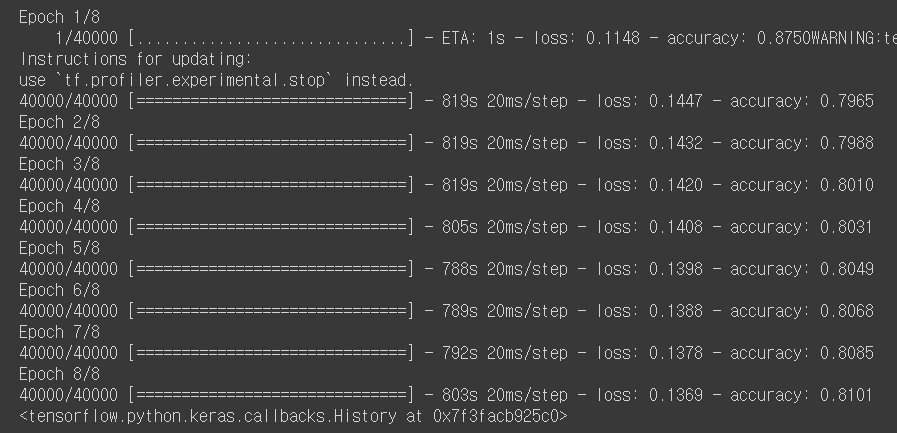 Epoch 1/8
1/40000 [..............................] - ETA: 1s - loss: 0.1148 - accuracy: 0.8750WARNING:te
Instructions for updating:
use `tf.profiler.experimental.stop` instead.
40000/40000 [==============================] - 819s 20ms/step - loss: 0.1447 - accuracy: 0.7965
Epoch 2/8
40000/40000 [==============================] - 819s 20ms/step - loss: 0.1432 - accuracy: 0.7988
Epoch 3/8
40000/40000 [==============================] - 819s 20ms/step - loss: 0.1420 - accuracy: 0.8010
Epoch 4/8
40000/40000 [==============================] - 805s 20ms/step - loss: 0.1408 - accuracy: 0.8031
Epoch 5/8
40000/40000 [==============================] - 788s 20ms/step - loss: 0.1398 - accuracy: 0.8049
Epoch 6/8
40000/40000 [==============================] - 789s 20ms/step - loss: 0.1388 - accuracy: 0.8068
Epoch 7/8
40000/40000 [==============================] - 792s 20ms/step - loss: 0.1378 - accuracy: 0.8085
Epoch 8/8
40000/40000 [==============================] - 803s 20ms/step - loss: 0.1369 - accuracy: 0.8101
<tensorflow.python.keras.callbacks.History at 0x7f3facb925c0>